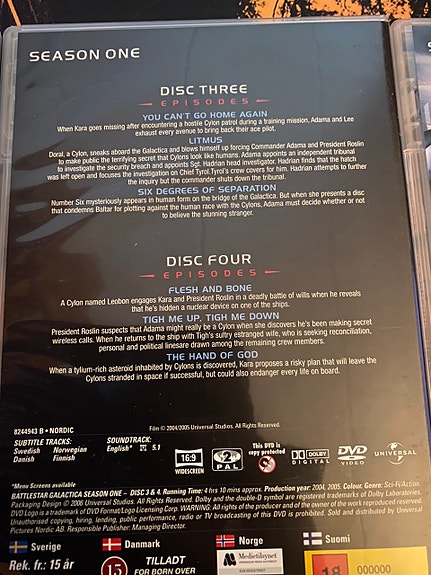 SEASON ONE
DISC THREE
EPISODES
YOU CAN'T GO HOME AGAIN
When Kara goes missing after encountering a hostile Cylon patrol during a training mission, Adama and Lee
exhaust every avenue to bring back their ace pilot.
LITMUS
Doral, a Cylon, sneaks aboard the Galactica and blows himself up forcing Commander Adama and President Roslin
to make public the terrifying secret that Cylons look like humans. Adama appoints an independent tribunal
to investigate the security breach and appoints Sgt. Hadrian head investigator. Hadrian finds that the hatch
was left open and focuses the investigation on Chief Tyrol. Tyrol's crew covers for him. Hadrian attempts to further
the inquiry but the commander shuts down the tribunal.
SIX DEGREES OF SEPARATION
Number Six mysteriously appears in human form on the bridge of the Galactica. But when she presents a disc
that condemns Baltar for plotting against the human race with the Cylons, Adama must decide whether or not
to believe the stunning stranger.
DISC FOUR
EPISODES
FLESH AND BONE
A Cylon named Leobon engages Kara and President Roslin in a deadly battle of wills when he reveals
that he's hidden a nuclear device on one of the ships.
TIGH ME UP, TIGH ME DOWN
President Roslin suspects that Adama might really be a Cylon when she discovers he's been making secret
wireless calls. When he returns to the ship with Tigh's sultry estranged wife, who is seeking reconciliation,
personal and political lines are drawn among the remaining crew members.
THE HAND OF GOD
When a tylium-rich asteroid inhabited by Cylons is discovered, Kara proposes a risky plan that will leave the
Cylons stranded in space if successful, but could also endanger every life on board.
8244943 B • NORDIC
Film © 2004/2005 Universal Studios. All Rights Reserved.
SUBTITLE TRACKS:
Swedish Norwegian
Danish Finnish
SOUNDTRACK:
English* 5.1
16:9
WIDESCREEN
2
PAL
This DVD is
copy protected
DOLBY
DIGITAL
DVD
VIDEO
UNIVERSAL
*Menu Screens available
BATTLESTAR GALACTICA SEASON ONE – DISC 3 & 4. Running Time: 4 hrs 10 mins approx. Production year: 2004, 2005. Colour. Genre: Sci-Fi/Action.
Packaging Design © 2006 Universal Studios. All Rights Reserved. Dolby and the double-D symbol are registered trademarks of Dolby Laboratories.
DVD Logo is a trademark of DVD Format/Logo Licensing Corp. WARNING: All rights of the producer and of the owner of the work reproduced reserved.
Unauthorised copying, hiring, lending, public performance, radio or TV broadcasting of this DVD is prohibited. Sold and distributed by Universal
Pictures Nordic AB. Responsible Publisher: Managing Director.
Sverige
Danmark
Norge
Suomi
Rek. fr.: 15 år
15
TILLADT
FOR BORN OVER
Medietilsynet
18
000000